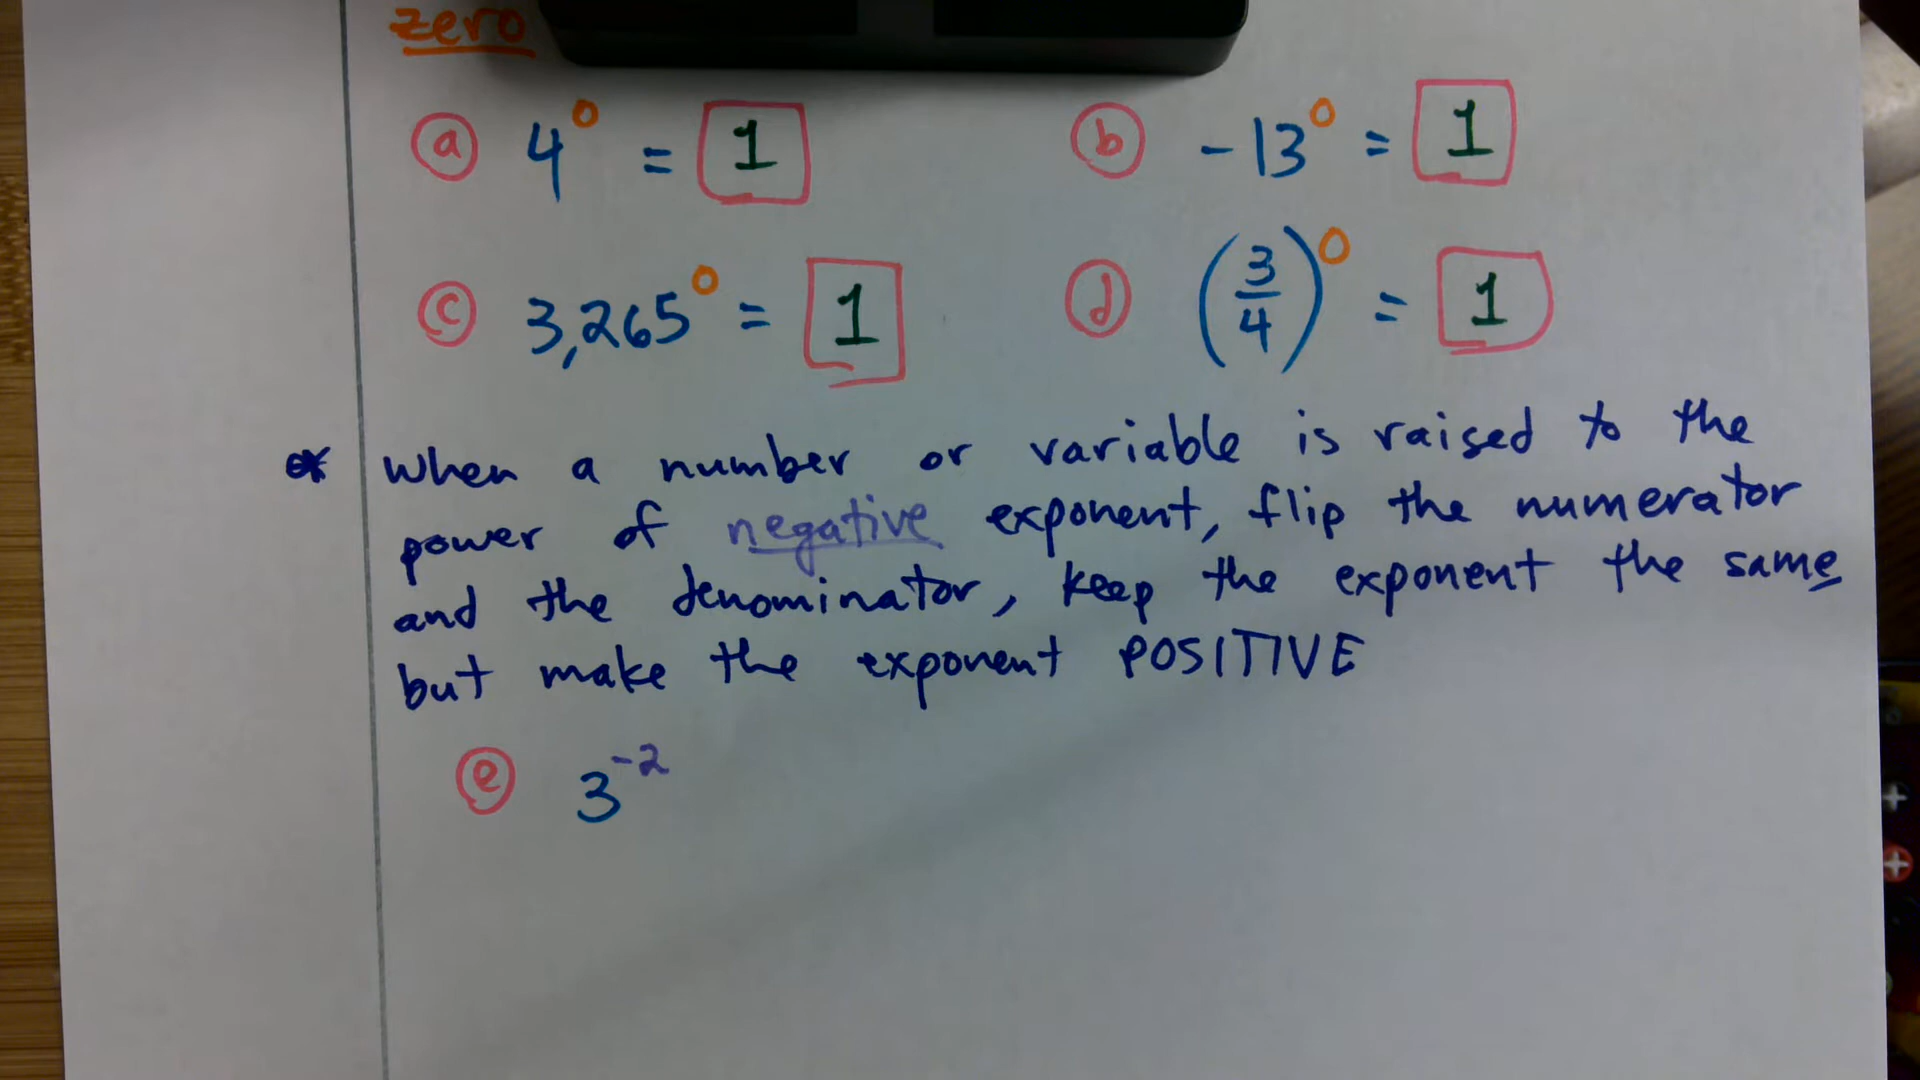 zero
ⓐ 4⁰ = 1 ⓑ -13⁰ = 1
ⓒ 3,265⁰ = 1 ⓓ (3/4)⁰ = 1
* When a number or variable is raised to the
power of negative exponent, flip the numerator
and the denominator, keep the exponent the same
but make the exponent POSITIVE
ⓔ 3⁻²